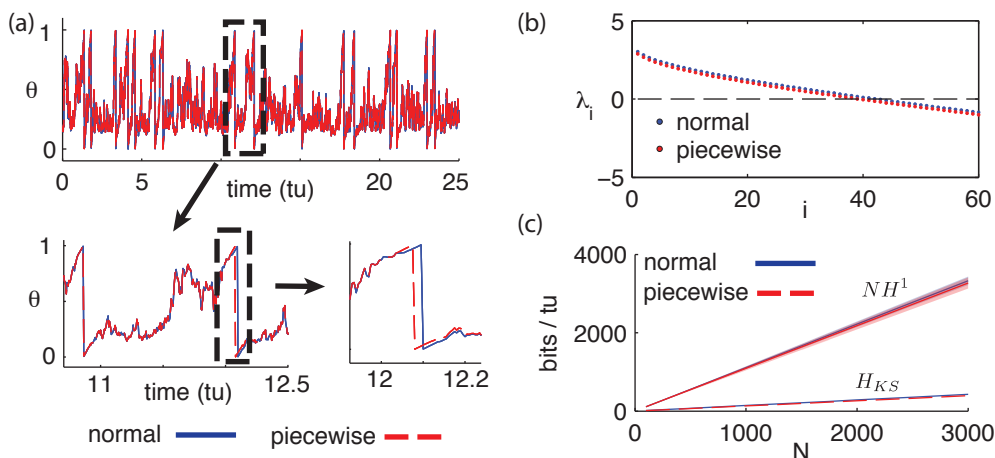 (a)
1
θ
0
0 5 20 25
time (tu)
1
θ
0
11 12.5
time (tu)
12 12.2
normal
piecewise
(b)
5
λi
0
−5
normal
piecewise
0 20 40 60
i
(c)
4000
bits / tu
2000
0
normal
piecewise
NH¹
H_KS
0 1000 2000 3000
N